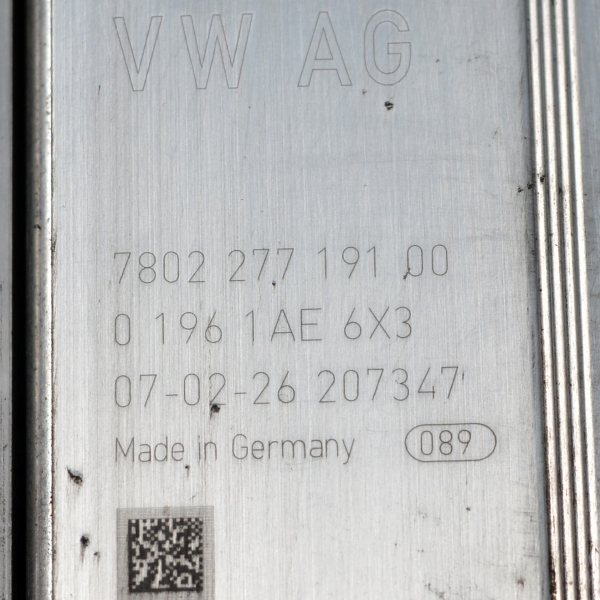 VW AG
7802 277 191 00
0 196 1AE 6X3
07-02-26 207347
Made in Germany 089